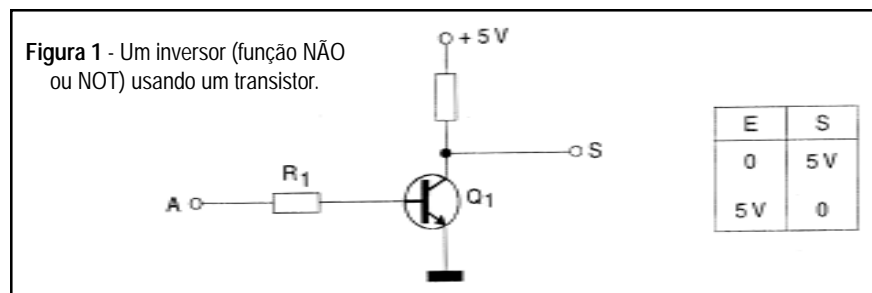 Figura 1 - Um inversor (função NÃO
ou NOT) usando um transistor.
+ 5 V
S
R1
A
Q1
E S
0 5 V
5 V 0